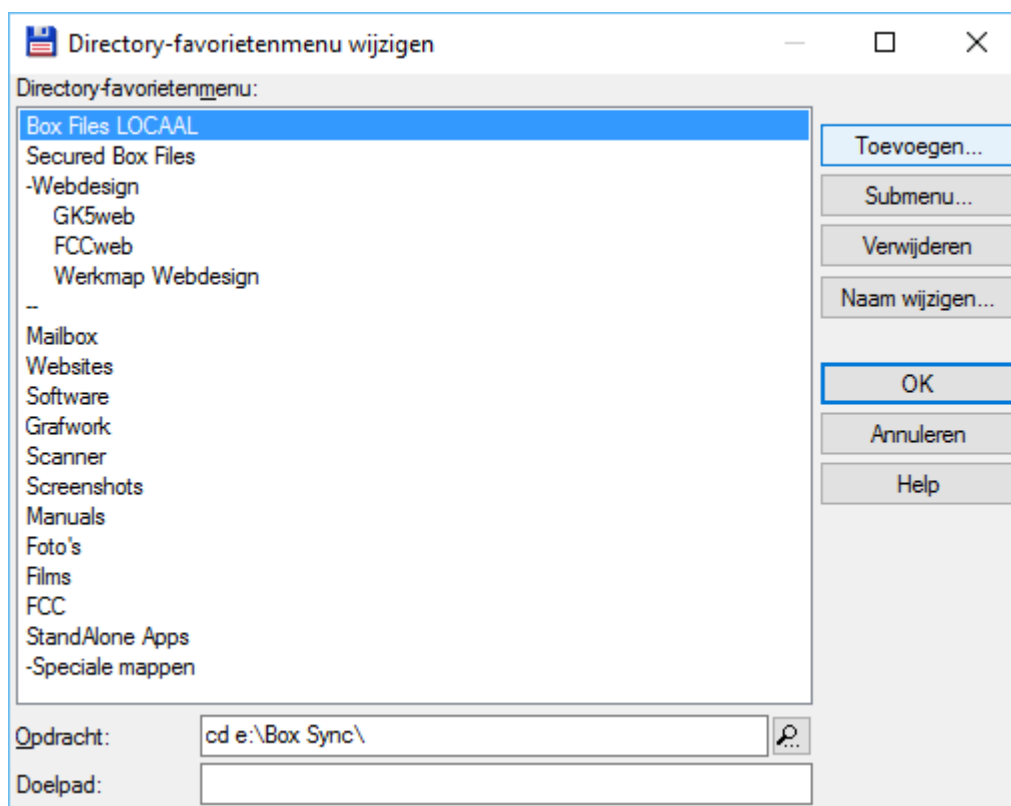 Directory-favorietenmenu wijzigen
Directory-favorietenmenu:
Box Files LOCAAL
Secured Box Files
-Webdesign
GK5web
FCCweb
Werkmap Webdesign
--
Mailbox
Websites
Software
Grafwork
Scanner
Screenshots
Manuals
Foto's
Films
FCC
StandAlone Apps
-Speciale mappen
Toevoegen...
Submenu...
Verwijderen
Naam wijzigen...
OK
Annuleren
Help
Opdracht:
cd e:\Box Sync\
Doelpad: